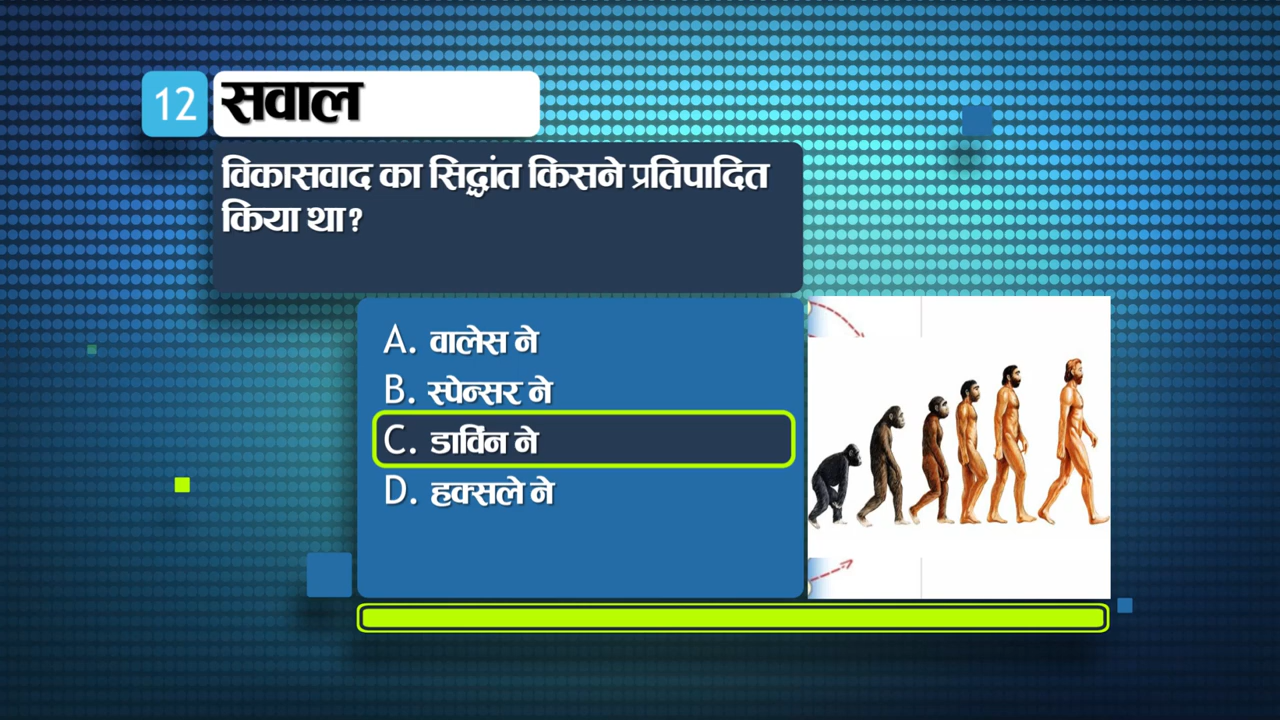 12 सवाल
विकासवाद का सिद्धांत किसने प्रतिपादित
किया था?
A. वालेस ने
B. स्पेन्सर ने
C. डार्विन ने
D. हक्सले ने